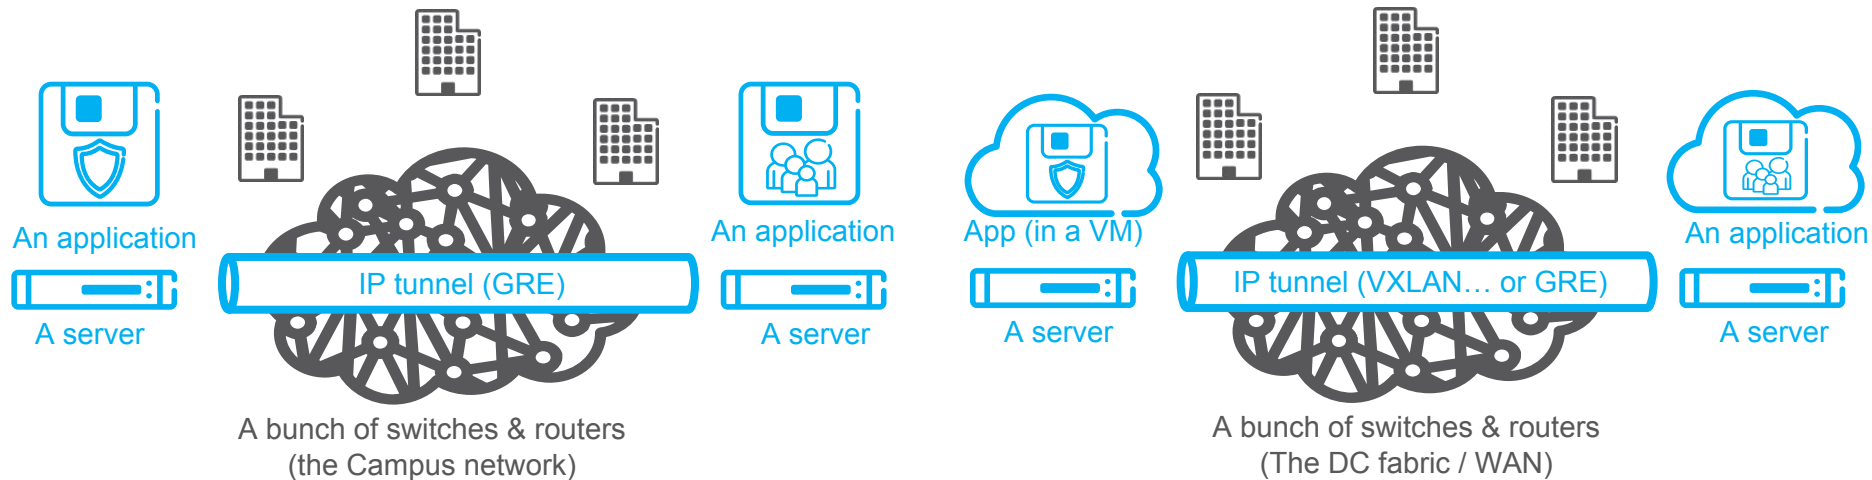 An application
A server
IP tunnel (GRE)
An application
A server
A bunch of switches & routers
(the Campus network)
App (in a VM)
A server
IP tunnel (VXLAN… or GRE)
An application
A server
A bunch of switches & routers
(The DC fabric / WAN)